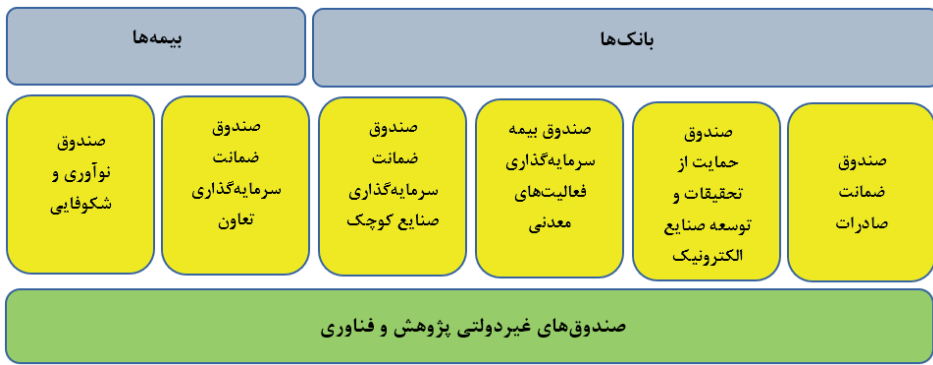 بانک‌ها
بیمه‌ها
صندوق
ضمانت
صادرات
صندوق
حمایت از
تحقیقات و
توسعه صنایع
الکترونیک
صندوق بیمه
سرمایه‌گذاری
فعالیت‌های
معدنی
صندوق
ضمانت
سرمایه‌گذاری
صنایع کوچک
صندوق
ضمانت
سرمایه‌گذاری
تعاون
صندوق
نوآوری و
شکوفایی
صندوق‌های غیردولتی پژوهش و فناوری